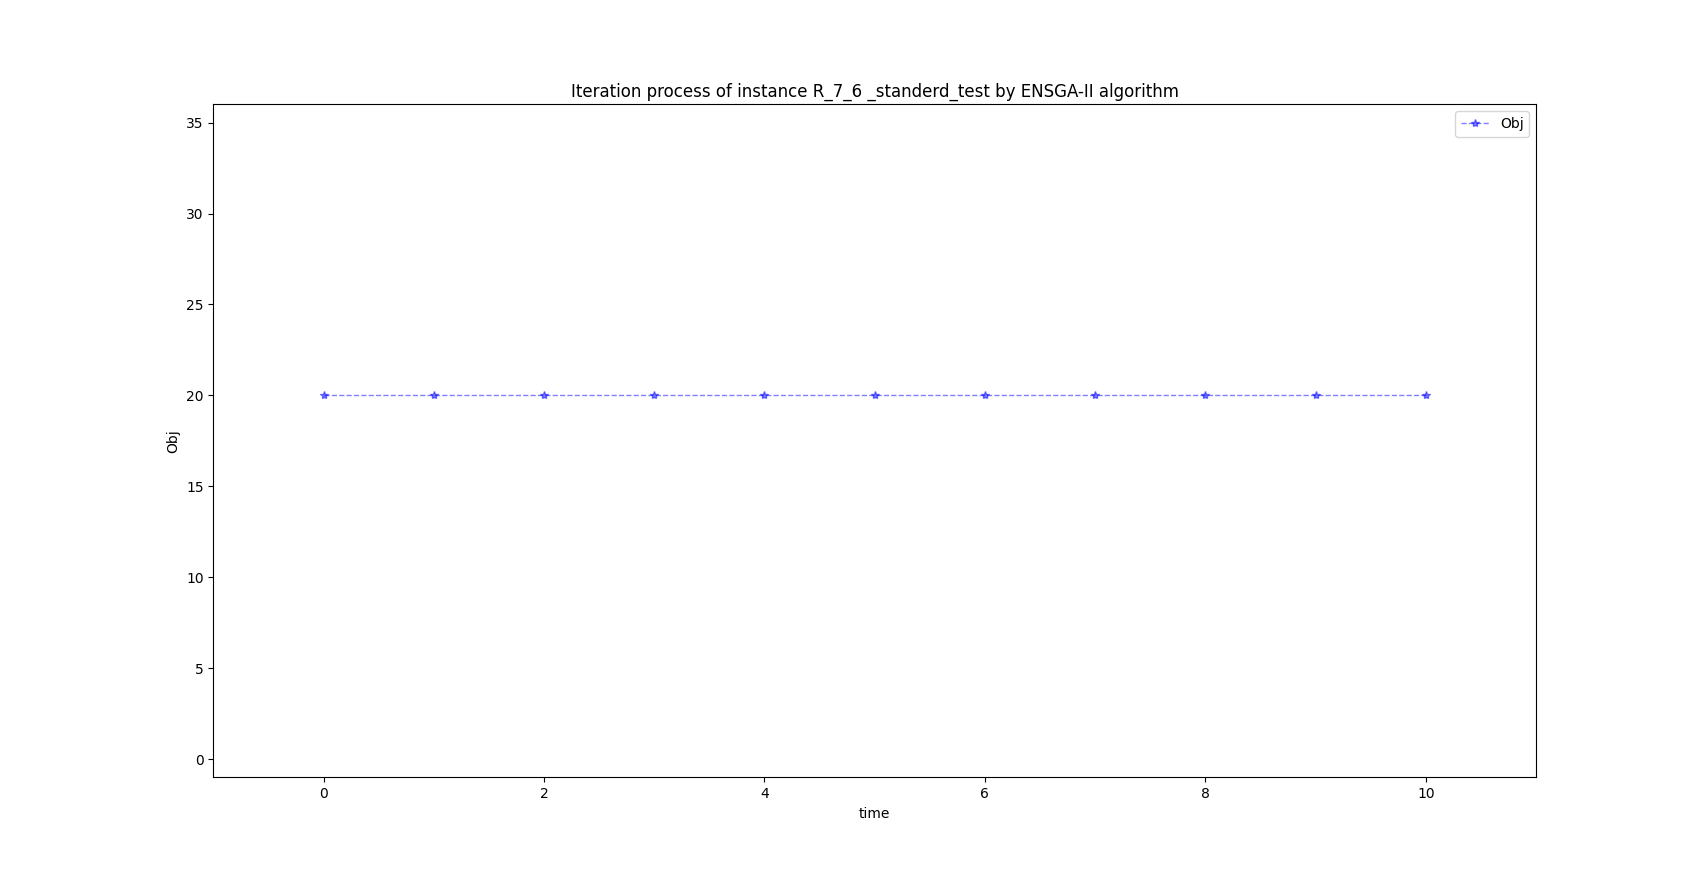 Iteration process of instance R_7_6 _standerd_test by ENSGA-II algorithm
Obj
35
30
25
20
15
10
5
0
Obj
0 2 4 6 8 10
time